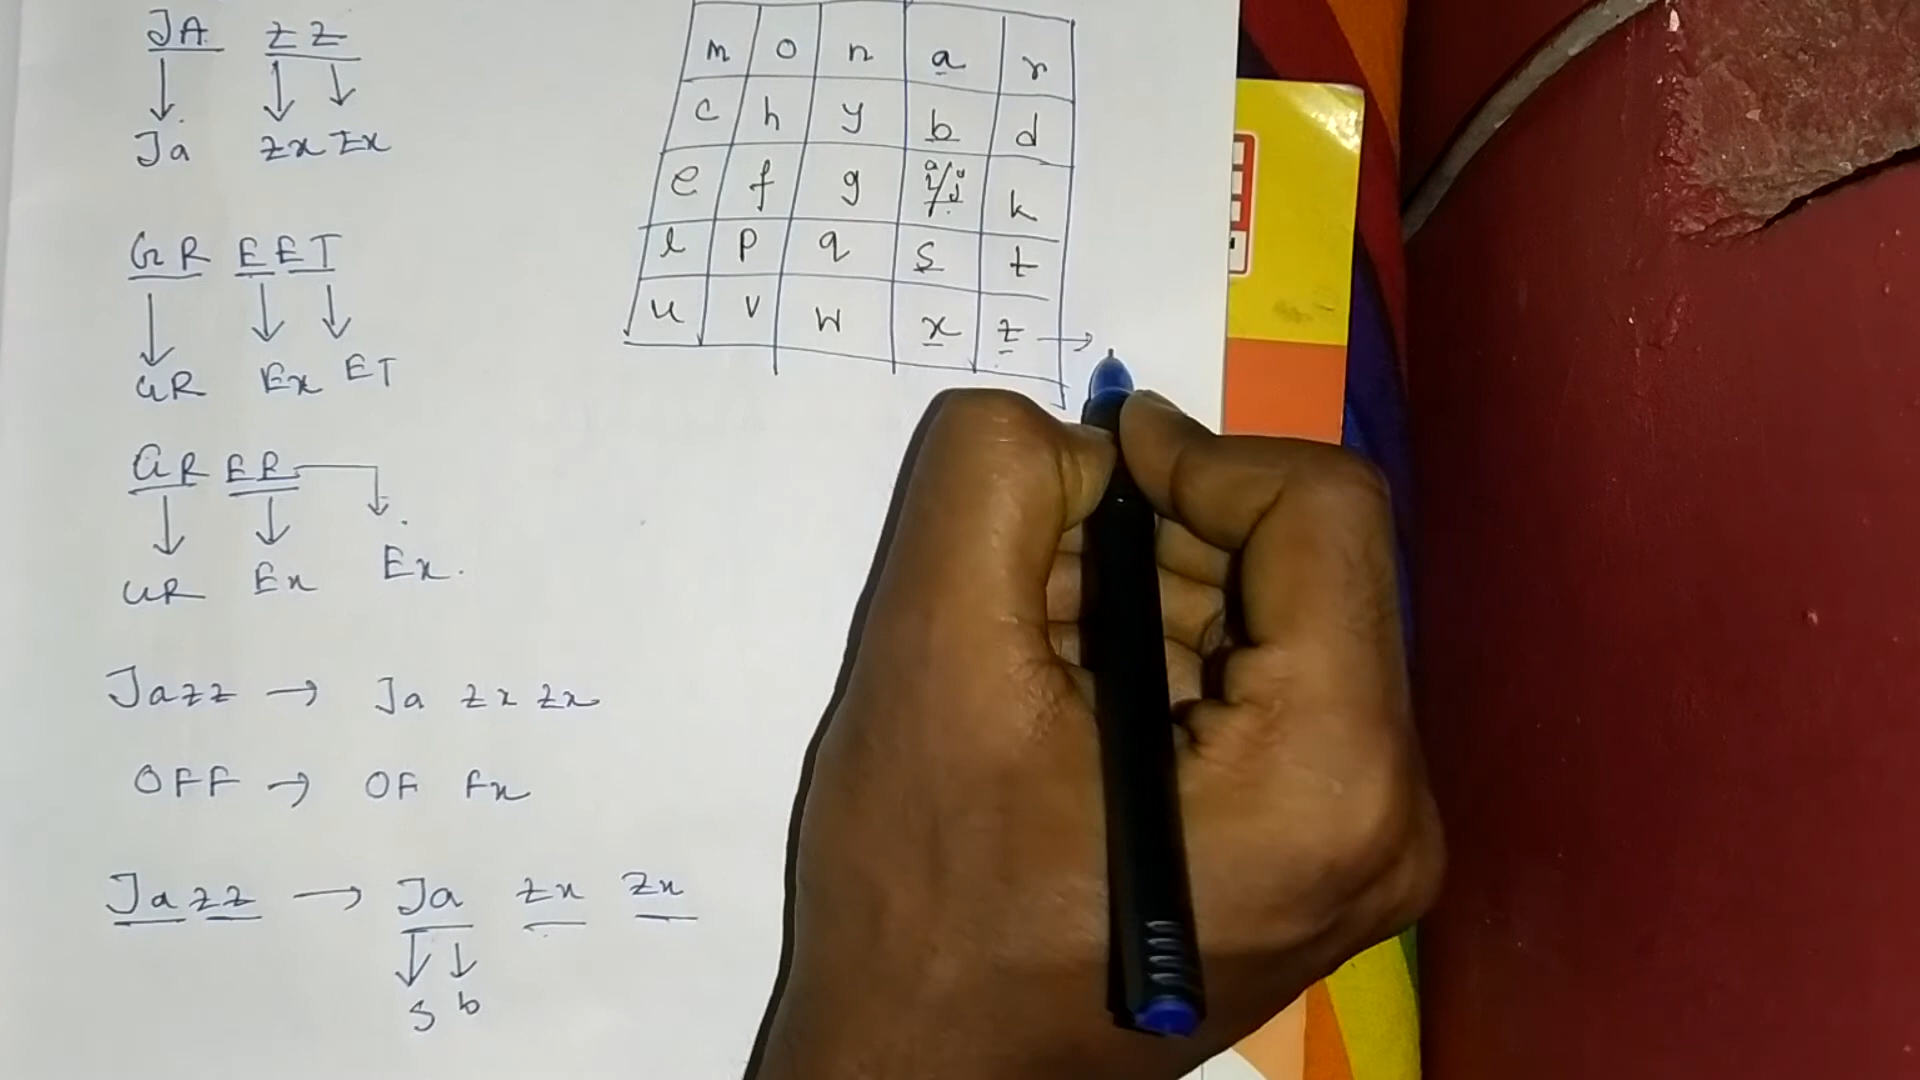 JA ZZ
Ja Zx Zx
GR EET
GR Ex ET
GR ER
GR Ex Ex.
Jazz → Ja zx zx
OFF → OF Fx
Jazz → Ja zx Zx
s b
m o n a r
c h y b d
e f g i/j k
l p q s t
u v w x z →